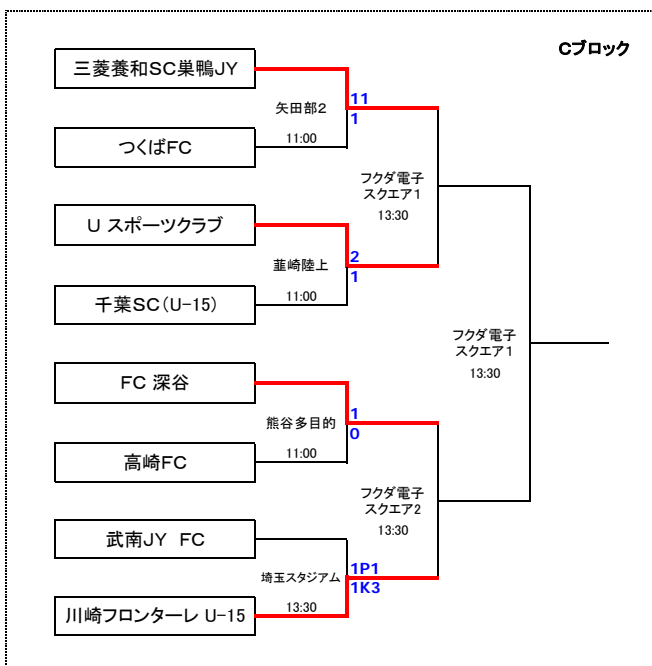 Cブロック
三菱養和SC巣鴨JY
矢田部2
11:00
11
1
つくばFC
フクダ電子
スクエア1
13:30
U スポーツクラブ
韮崎陸上
11:00
2
1
千葉SC(U-15)
フクダ電子
スクエア1
13:30
FC 深谷
熊谷多目的
11:00
1
0
高崎FC
フクダ電子
スクエア2
13:30
武南JY FC
埼玉スタジアム
13:30
1P1
1K3
川崎フロンターレ U-15